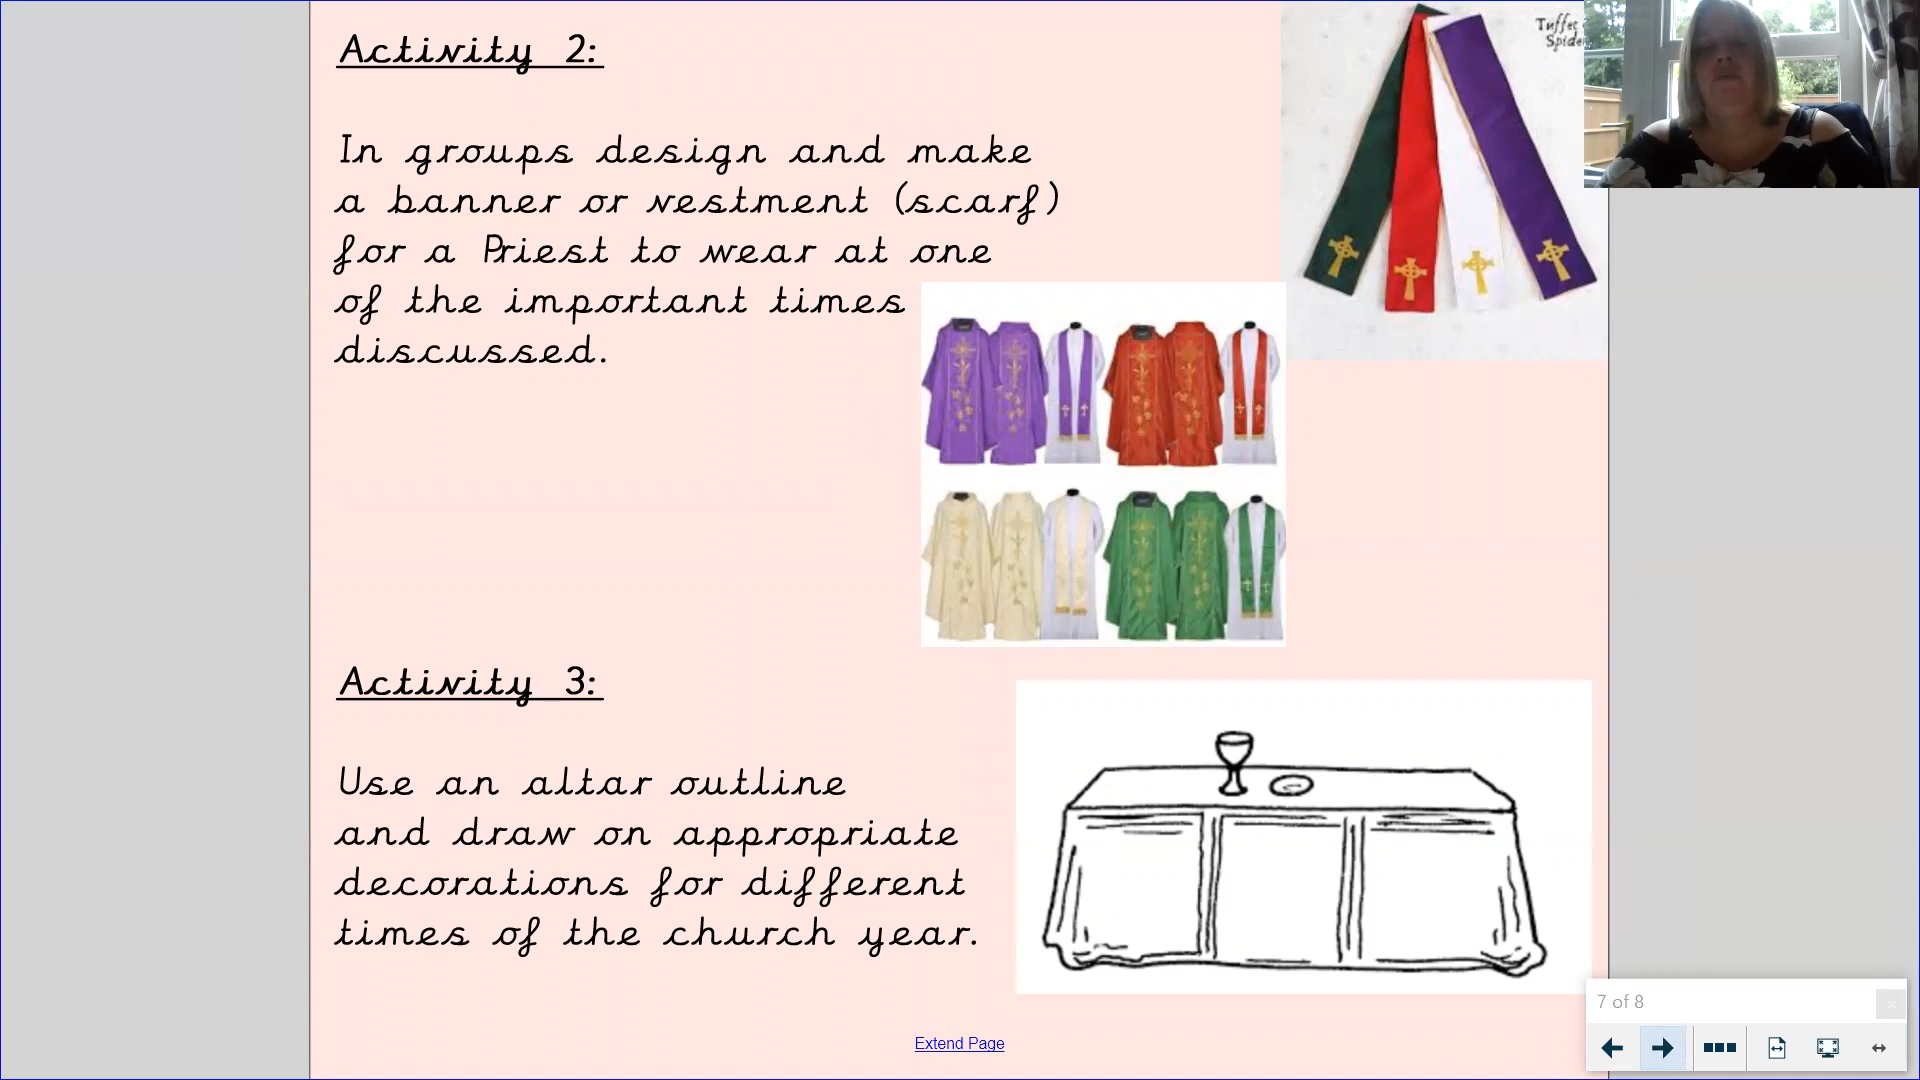 Activity 2:
In groups design and make
a banner or vestment (scarf)
for a Priest to wear at one
of the important times
discussed.
Activity 3:
Use an altar outline
and draw on appropriate
decorations for different
times of the church year.
Extend Page
7 of 8